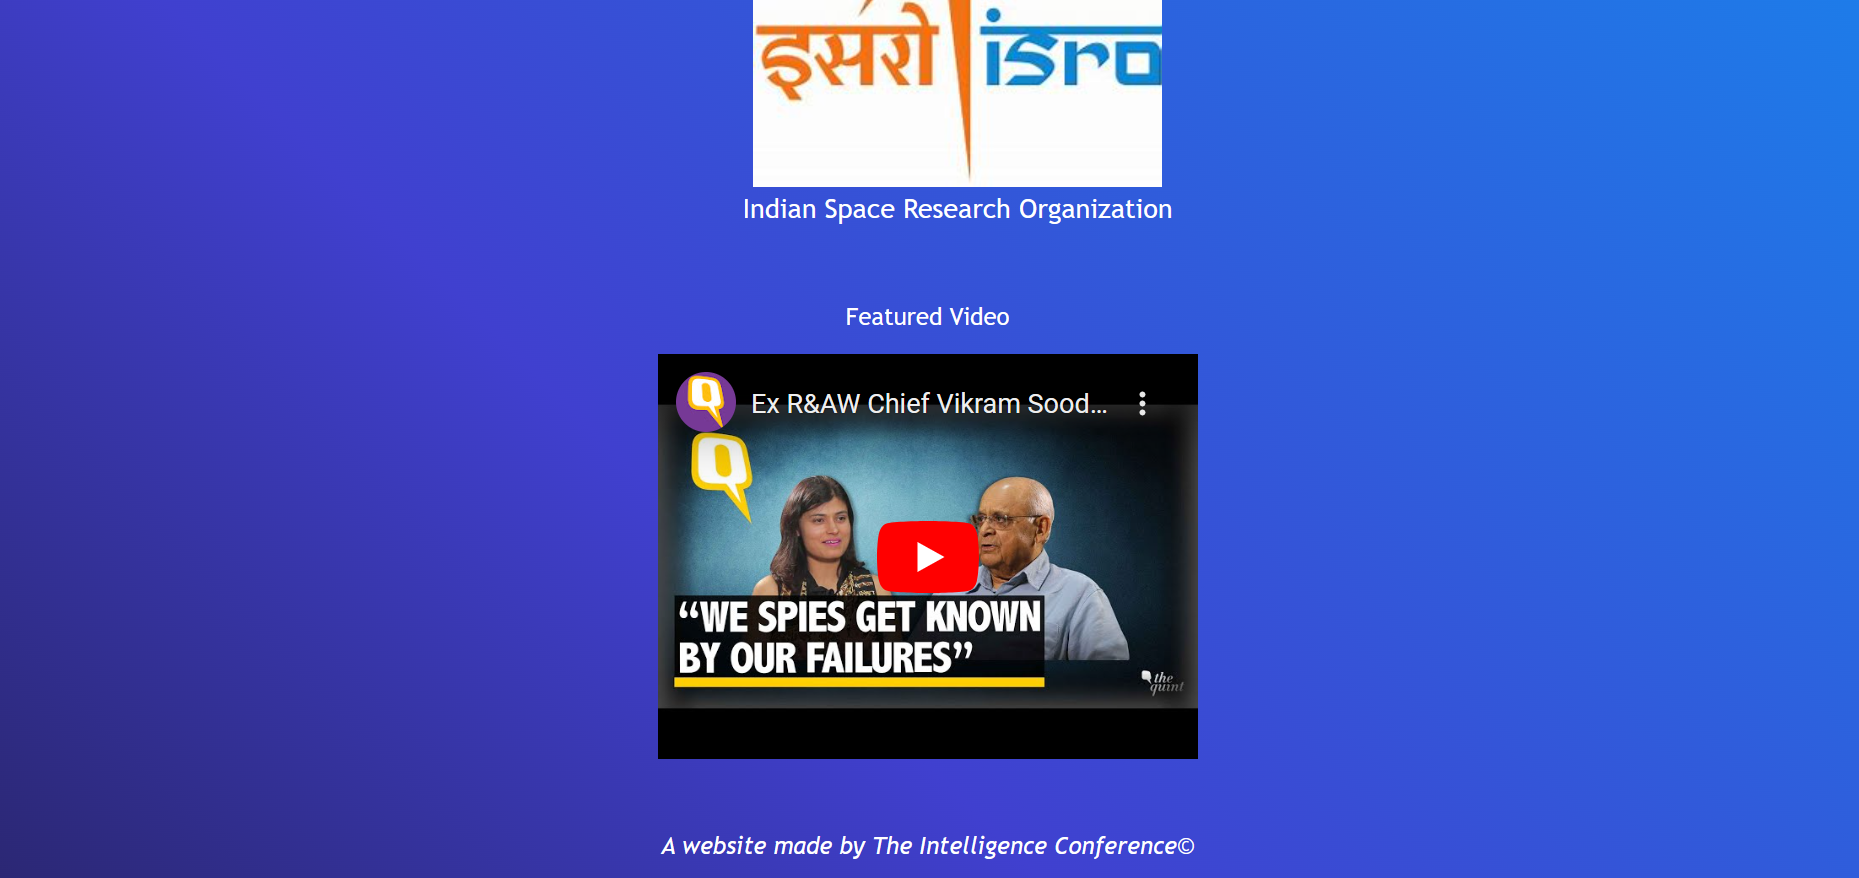 इसरो isro
Indian Space Research Organization
Featured Video
Ex R&AW Chief Vikram Sood...
“WE SPIES GET KNOWN
BY OUR FAILURES”
the
quint
A website made by The Intelligence Conference©